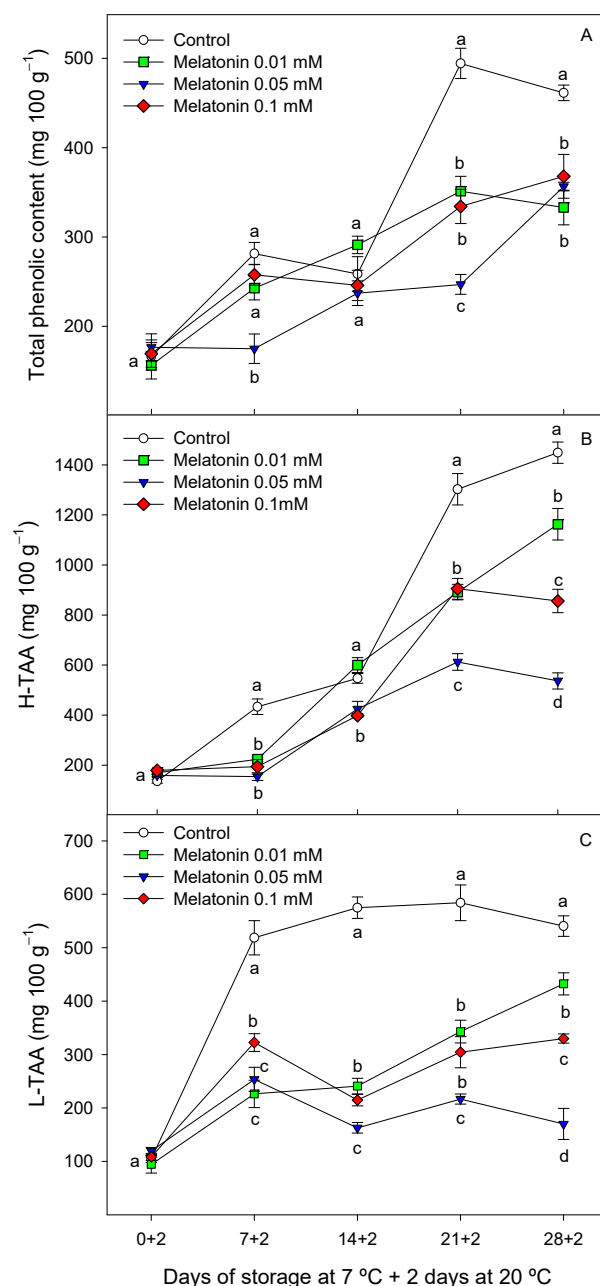 A
Control
Melatonin 0.01 mM
Melatonin 0.05 mM
Melatonin 0.1 mM
Total phenolic content (mg 100 g⁻¹)
500
400
300
200
a
a
a
b
a
a
a
b
b
c
a
b
b
B
Control
Melatonin 0.01 mM
Melatonin 0.05 mM
Melatonin 0.1mM
H-TAA (mg 100 g⁻¹)
1400
1200
1000
800
600
400
200
a
a
b
b
a
b
a
b
c
a
b
c
d
C
Control
Melatonin 0.01 mM
Melatonin 0.05 mM
Melatonin 0.1 mM
L-TAA (mg 100 g⁻¹)
700
600
500
400
300
200
100
a
a
b
c
c
a
b
c
a
b
b
c
a
b
c
d
0+2 7+2 14+2 21+2 28+2
Days of storage at 7 ºC + 2 days at 20 ºC